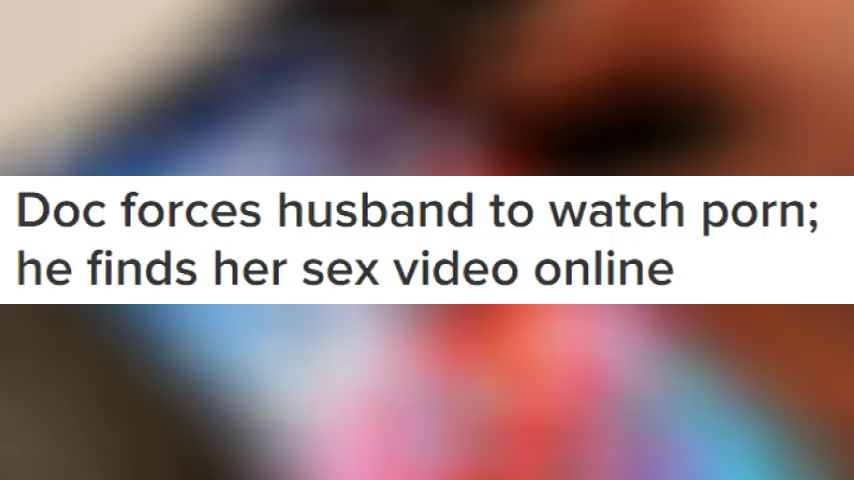 Doc forces husband to watch porn;
he finds her sex video online